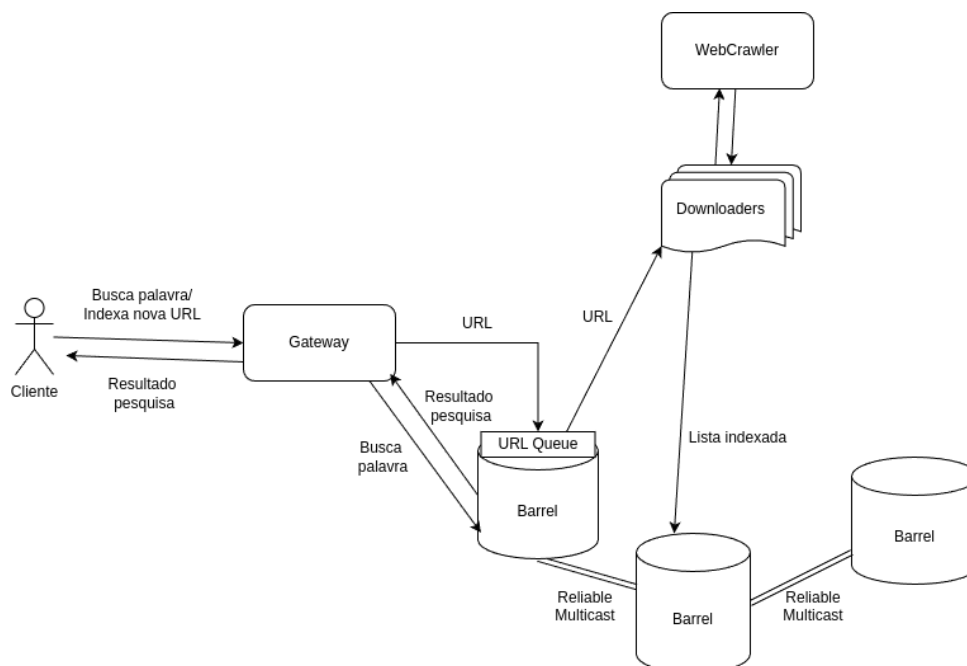 WebCrawler
Downloaders
Busca palavra/
Indexa nova URL
URL
URL
Gateway
Cliente
Resultado
pesquisa
Resultado
pesquisa
Busca
palavra
URL Queue
Lista indexada
Barrel
Barrel
Reliable
Multicast
Barrel
Reliable
Multicast